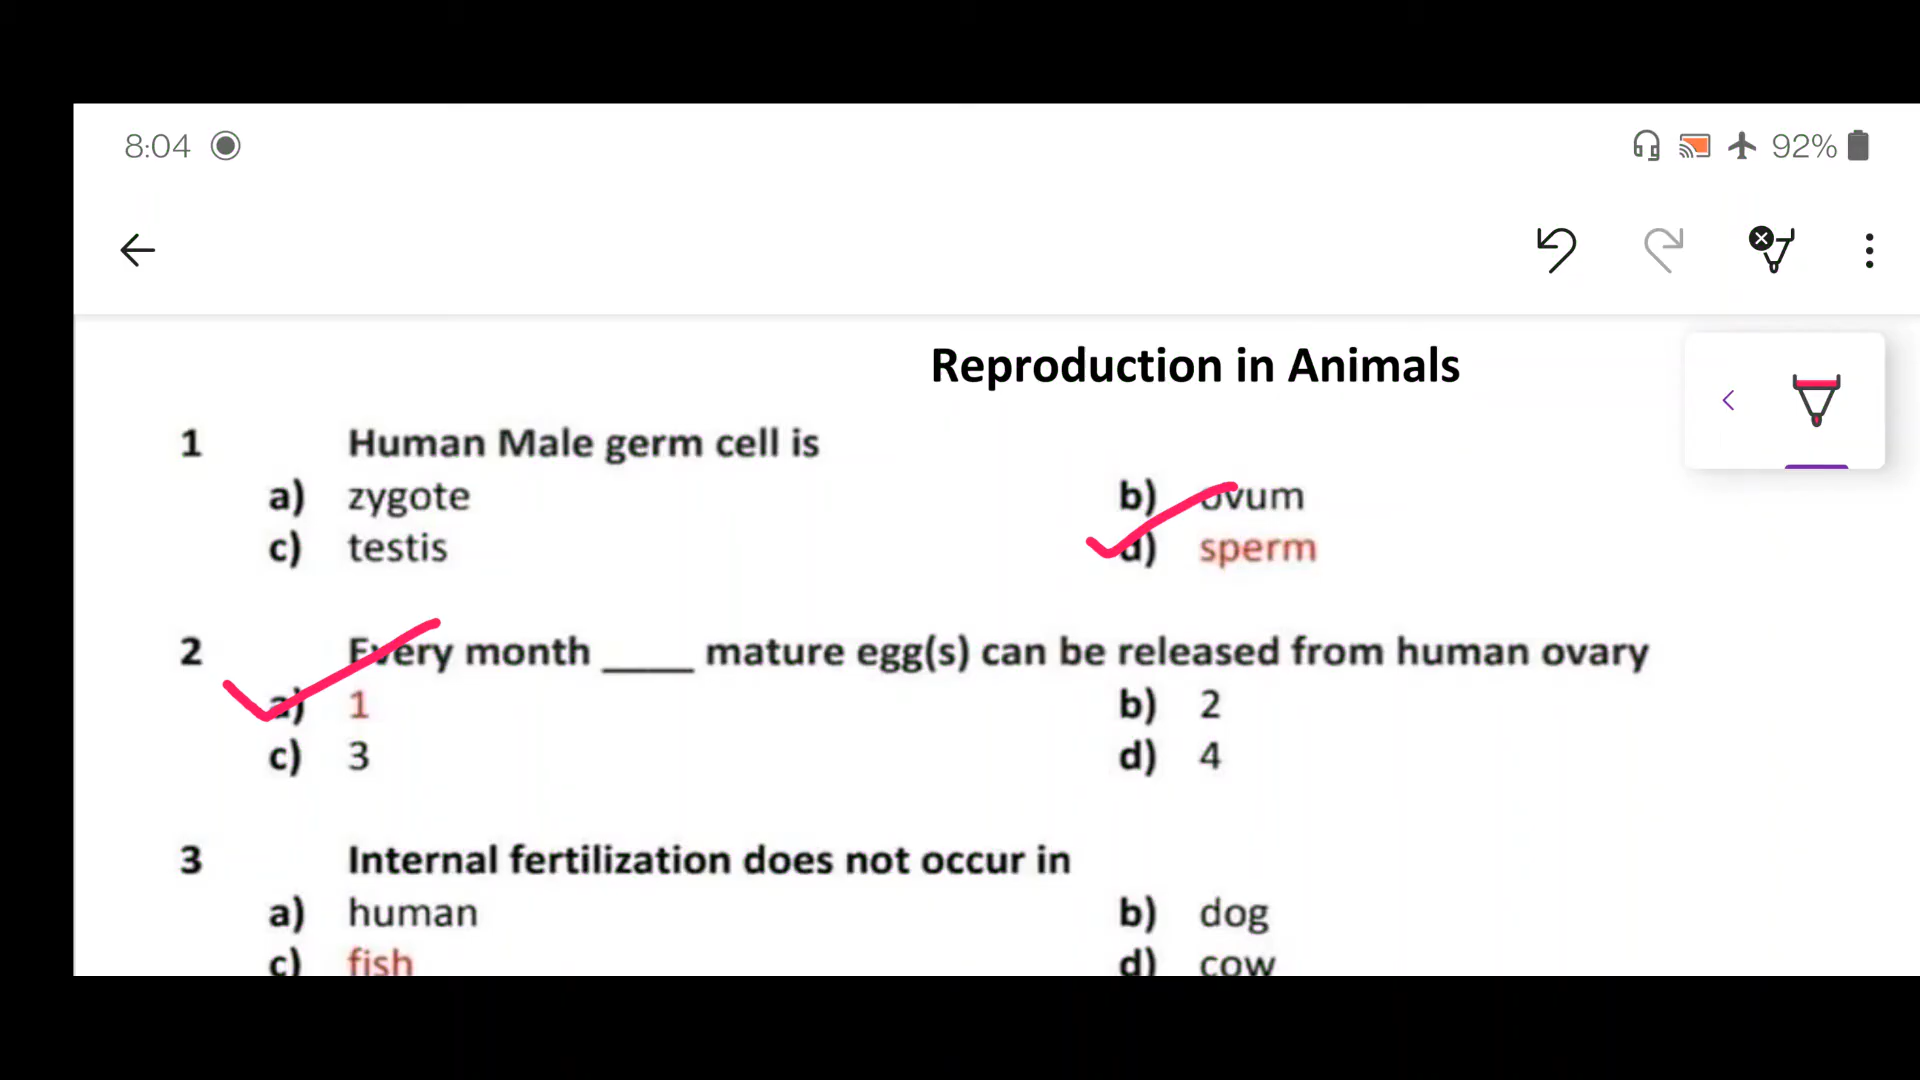 8:04 92%
Reproduction in Animals
1 Human Male germ cell is
a) zygote b) ovum
c) testis d) sperm
2 Every month ____ mature egg(s) can be released from human ovary
a) 1 b) 2
c) 3 d) 4
3 Internal fertilization does not occur in
a) human b) dog
c) fish d) cow